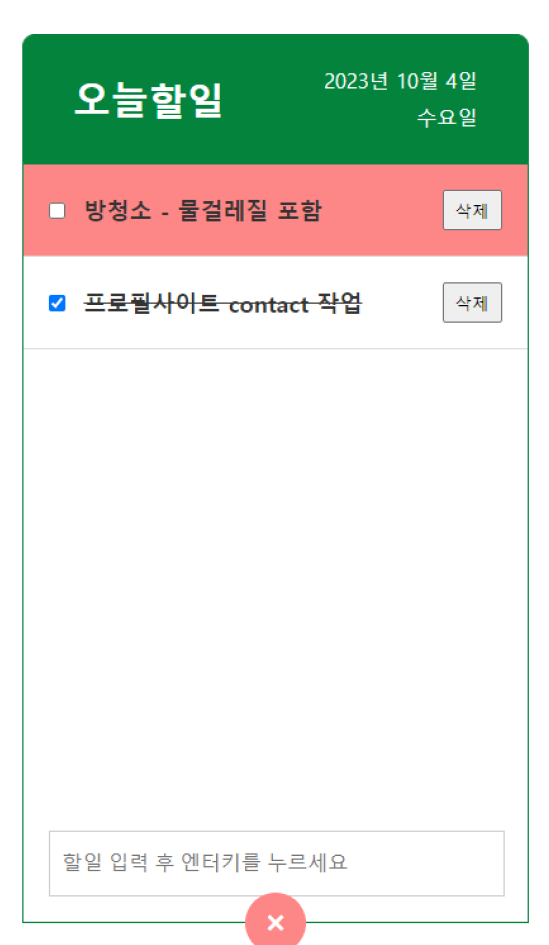 오늘할일
2023년 10월 4일
수요일
방청소 - 물걸레질 포함
삭제
프로필사이트 contact 작업
삭제
할일 입력 후 엔터키를 누르세요
×